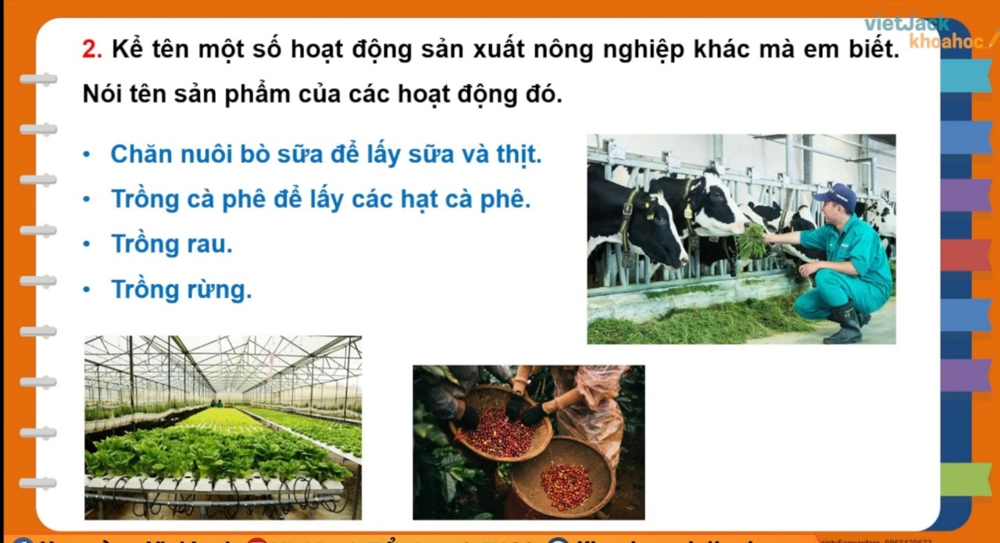 vietJack
khoahoc
2. Kể tên một số hoạt động sản xuất nông nghiệp khác mà em biết.
Nói tên sản phẩm của các hoạt động đó.
• Chăn nuôi bò sữa để lấy sữa và thịt.
• Trồng cà phê để lấy các hạt cà phê.
• Trồng rau.
• Trồng rừng.